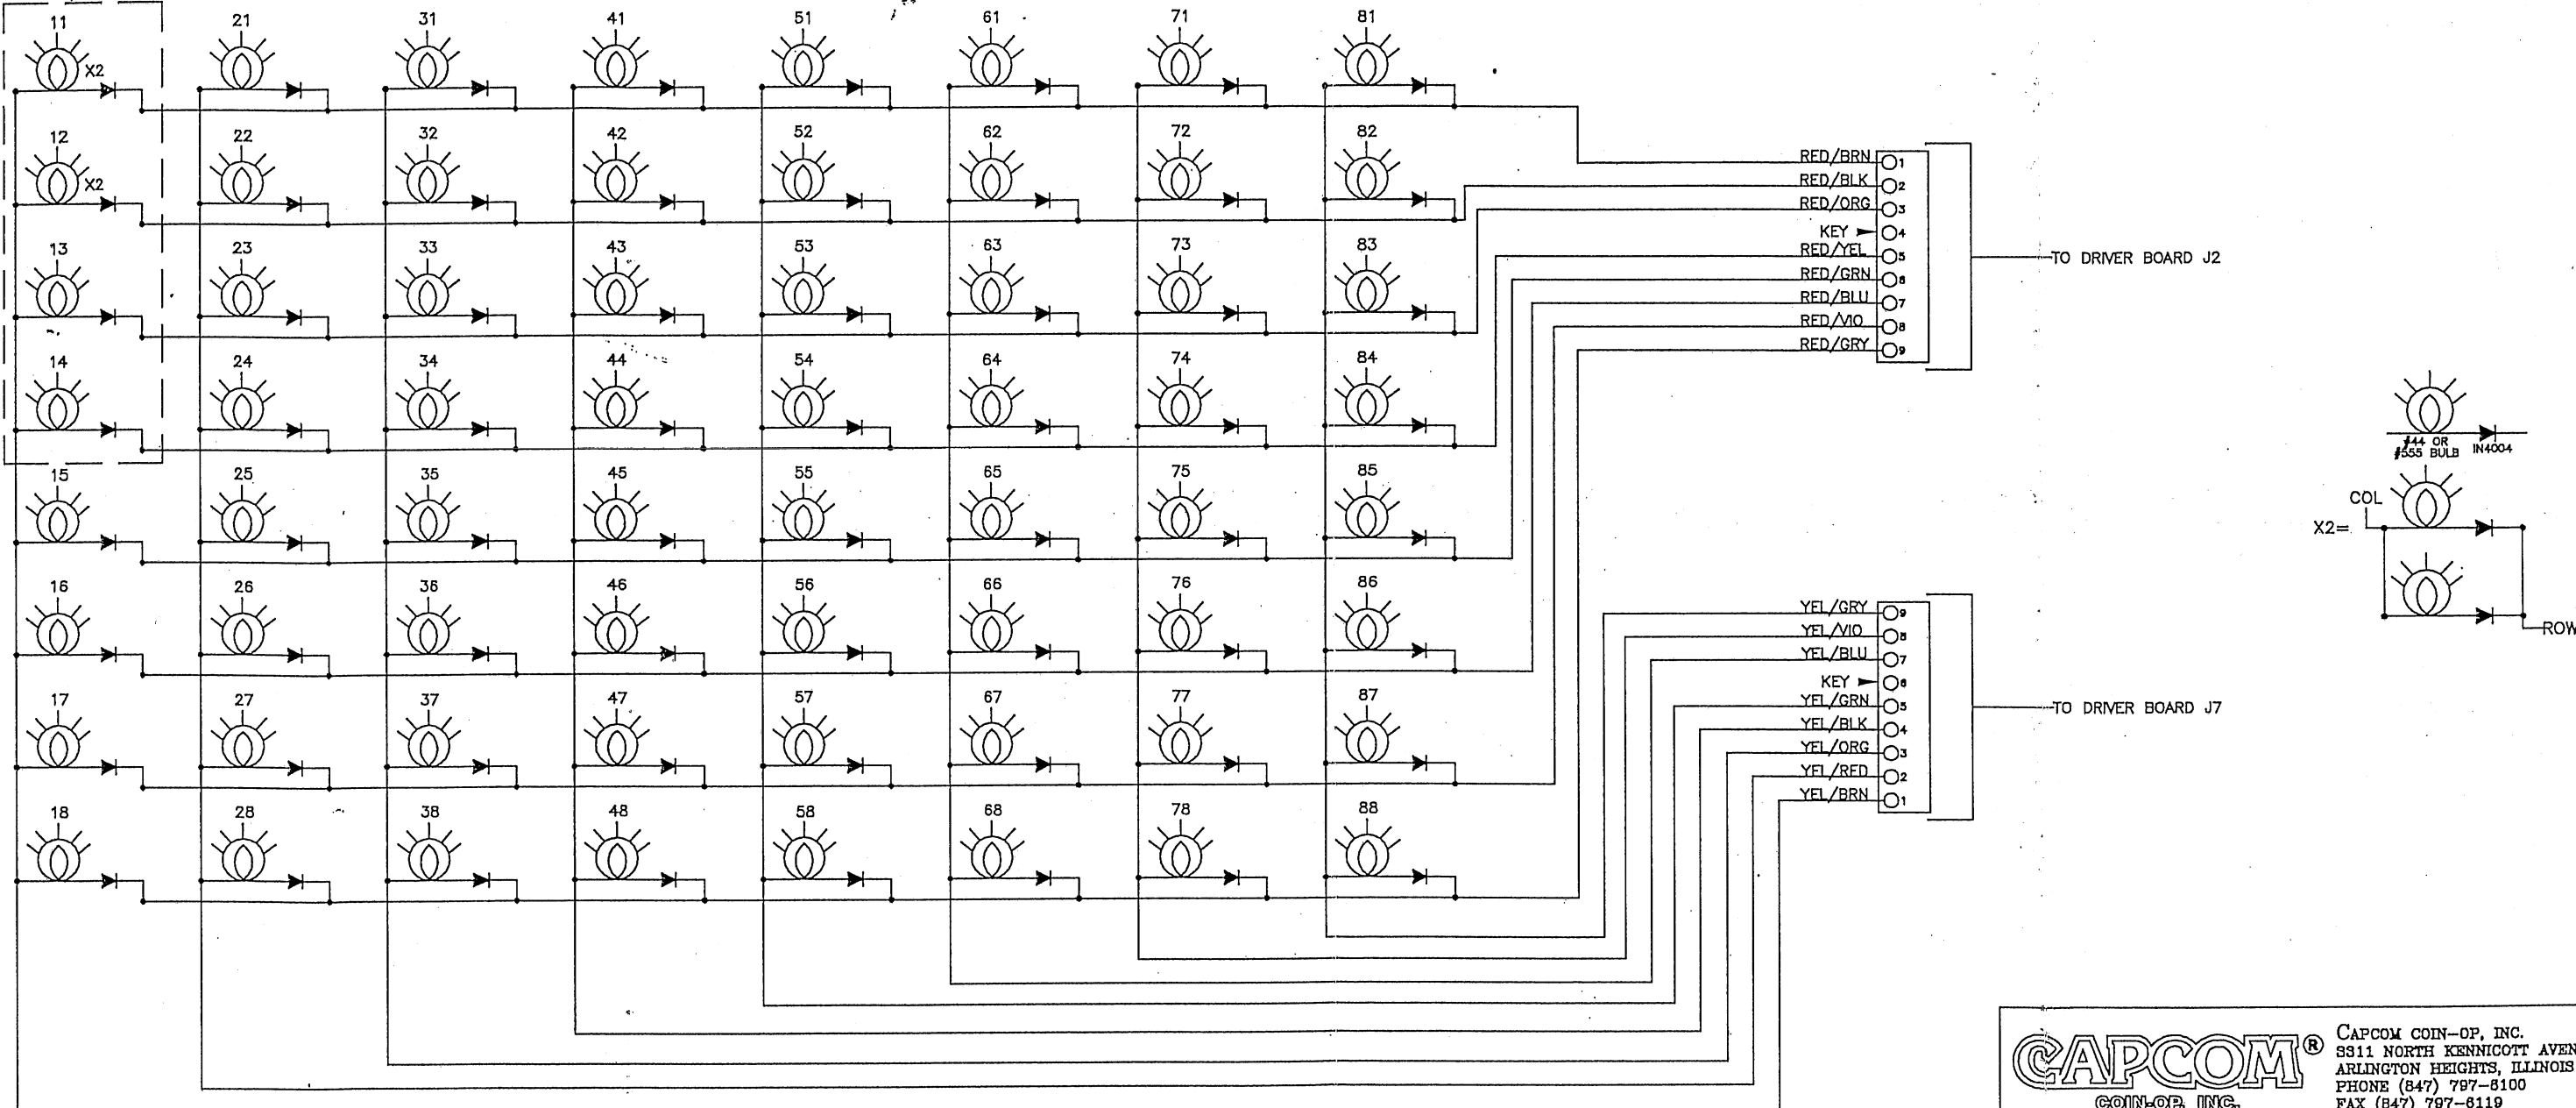 11 21 31 41 51 61 71 81
X2
12 22 32 42 52 62 72 82
X2
13 23 33 43 53 63 73 83
14 24 34 44 54 64 74 84
15 25 35 45 55 65 75 85
16 26 36 46 56 66 76 86
17 27 37 47 57 67 77 87
18 28 38 48 58 68 78 88
RED/BRN 1
RED/BLK 2
RED/ORG 3
KEY 4
RED/YEL 5
RED/GRN 6
RED/BLU 7
RED/VIO 8
RED/GRY 9
TO DRIVER BOARD J2
YEL/GRY 9
YEL/VIO 8
YEL/BLU 7
KEY 6
YEL/GRN 5
YEL/BLK 4
YEL/ORG 3
YEL/RED 2
YEL/BRN 1
TO DRIVER BOARD J7
#44 OR
#555 BULB
IN4004
COL
X2=
ROW
CAPCOM®
COIN-OP, INC.
CAPCOM COIN-OP, INC.
3311 NORTH KENNICOTT AVEN
ARLINGTON HEIGHTS, ILLINOIS
PHONE (847) 797-6100
FAX (847) 797-6119